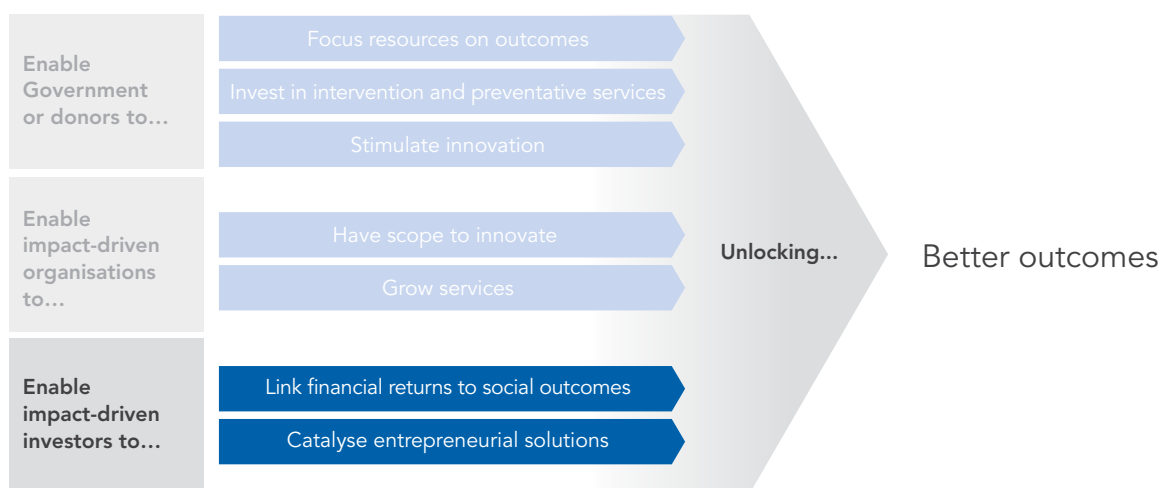 Enable
Government
or donors to…
Focus resources on outcomes
Invest in intervention and preventative services
Stimulate innovation
Enable
impact-driven
organisations
to…
Have scope to innovate
Grow services
Enable
impact-driven
investors to…
Link financial returns to social outcomes
Catalyse entrepreneurial solutions
Unlocking...
Better outcomes